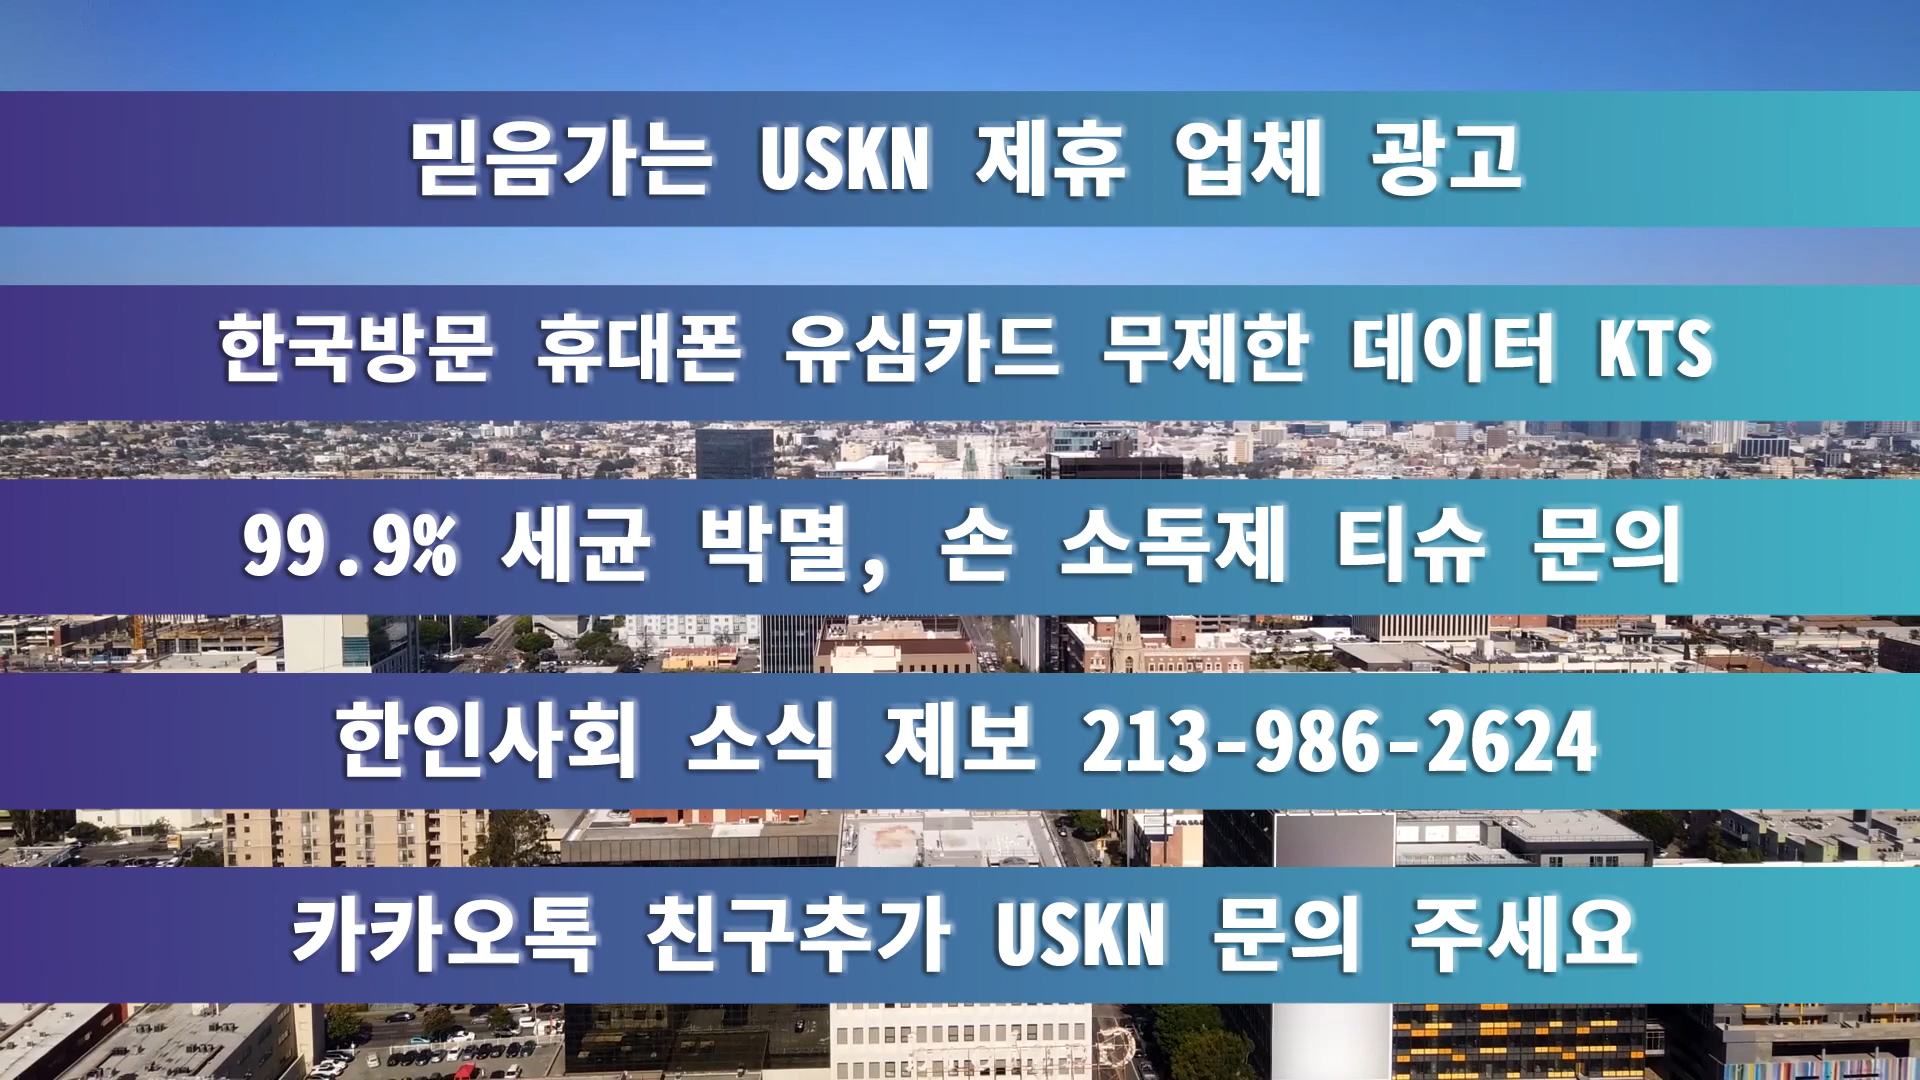 믿음가는 USKN 제휴 업체 광고
한국방문 휴대폰 유심카드 무제한 데이터 KTS
99.9% 세균 박멸, 손 소독제 티슈 문의
한인사회 소식 제보 213-986-2624
카카오톡 친구추가 USKN 문의 주세요